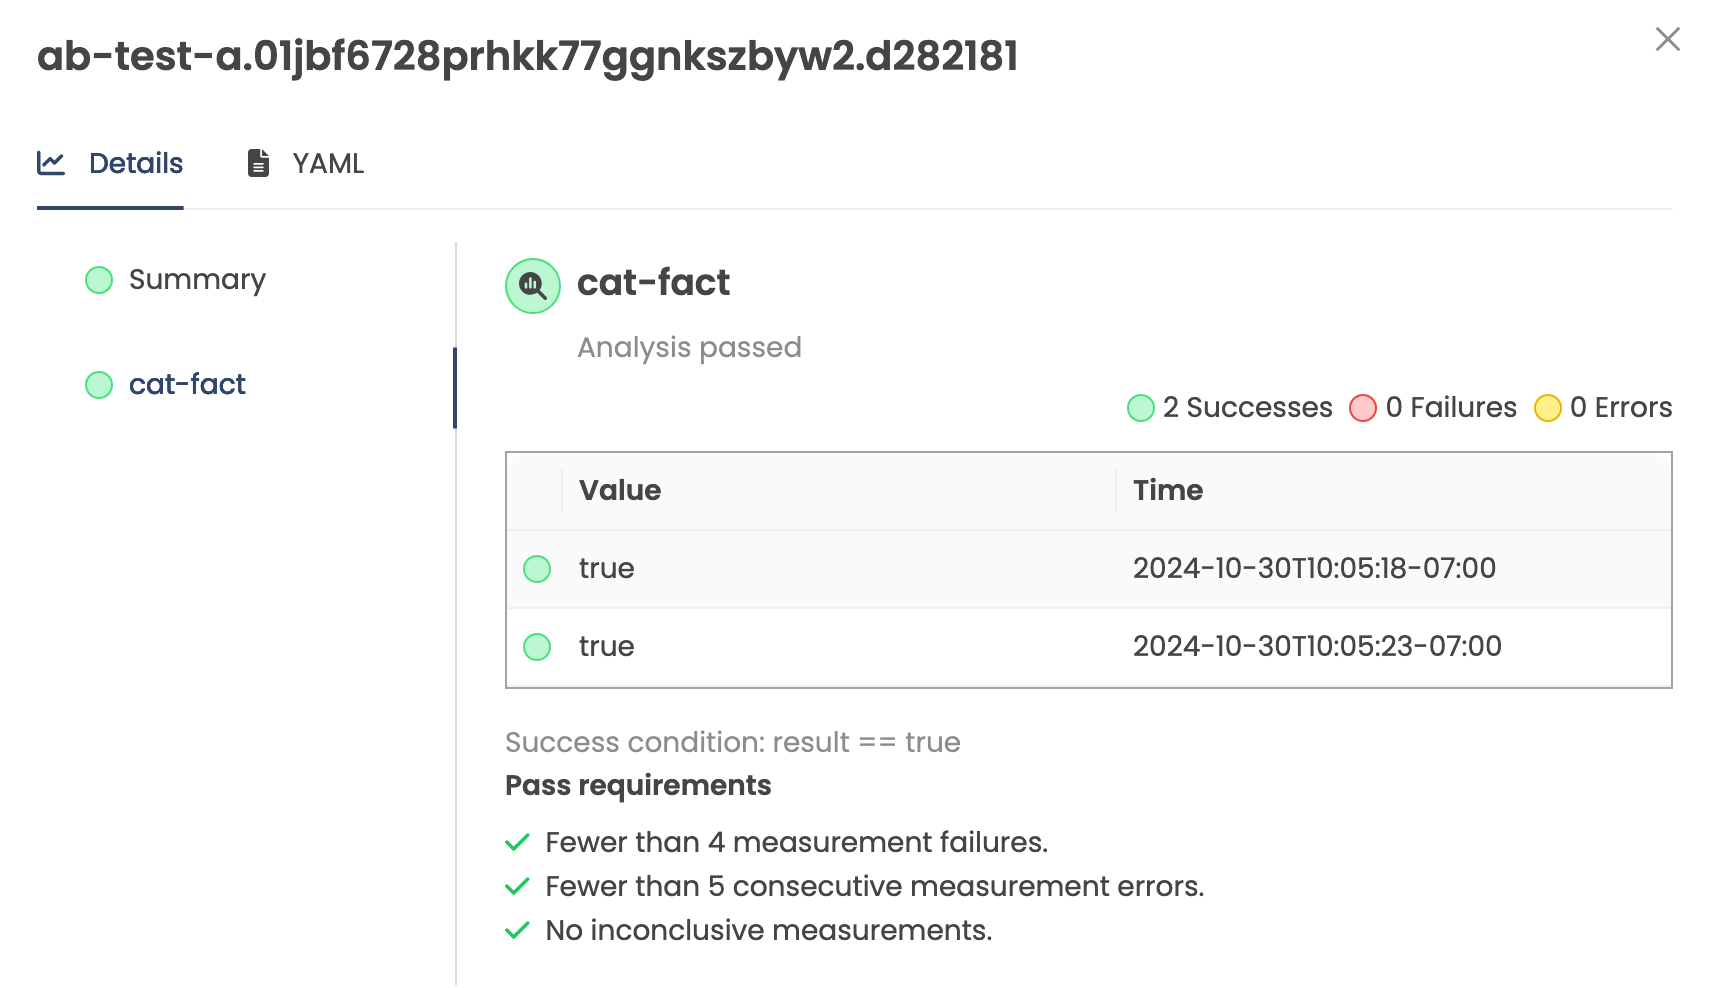 ab-test-a.01jbf6728prhkk77ggnkszbyw2.d282181
Details YAML
Summary
cat-fact
cat-fact
Analysis passed
2 Successes 0 Failures 0 Errors
Value Time
true 2024-10-30T10:05:18-07:00
true 2024-10-30T10:05:23-07:00
Success condition: result == true
Pass requirements
Fewer than 4 measurement failures.
Fewer than 5 consecutive measurement errors.
No inconclusive measurements.